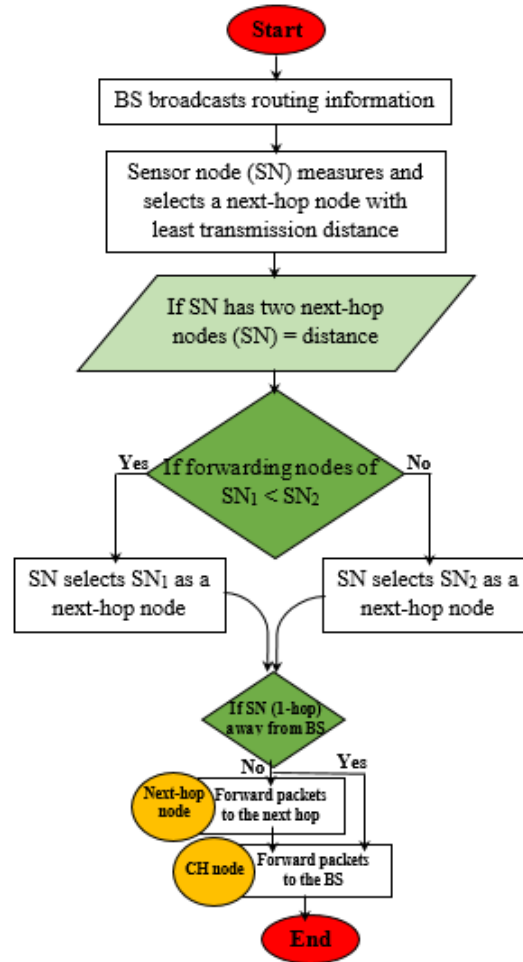 Start
BS broadcasts routing information
Sensor node (SN) measures and
selects a next-hop node with
least transmission distance
If SN has two next-hop
nodes (SN) = distance
Yes
If forwarding nodes of
SN₁ < SN₂
No
SN selects SN₁ as a
next-hop node
SN selects SN₂ as a
next-hop node
If SN (1-hop)
away from BS
No
Yes
Next-hop
node
Forward packets
to the next hop
CH node
Forward packets
to the BS
End